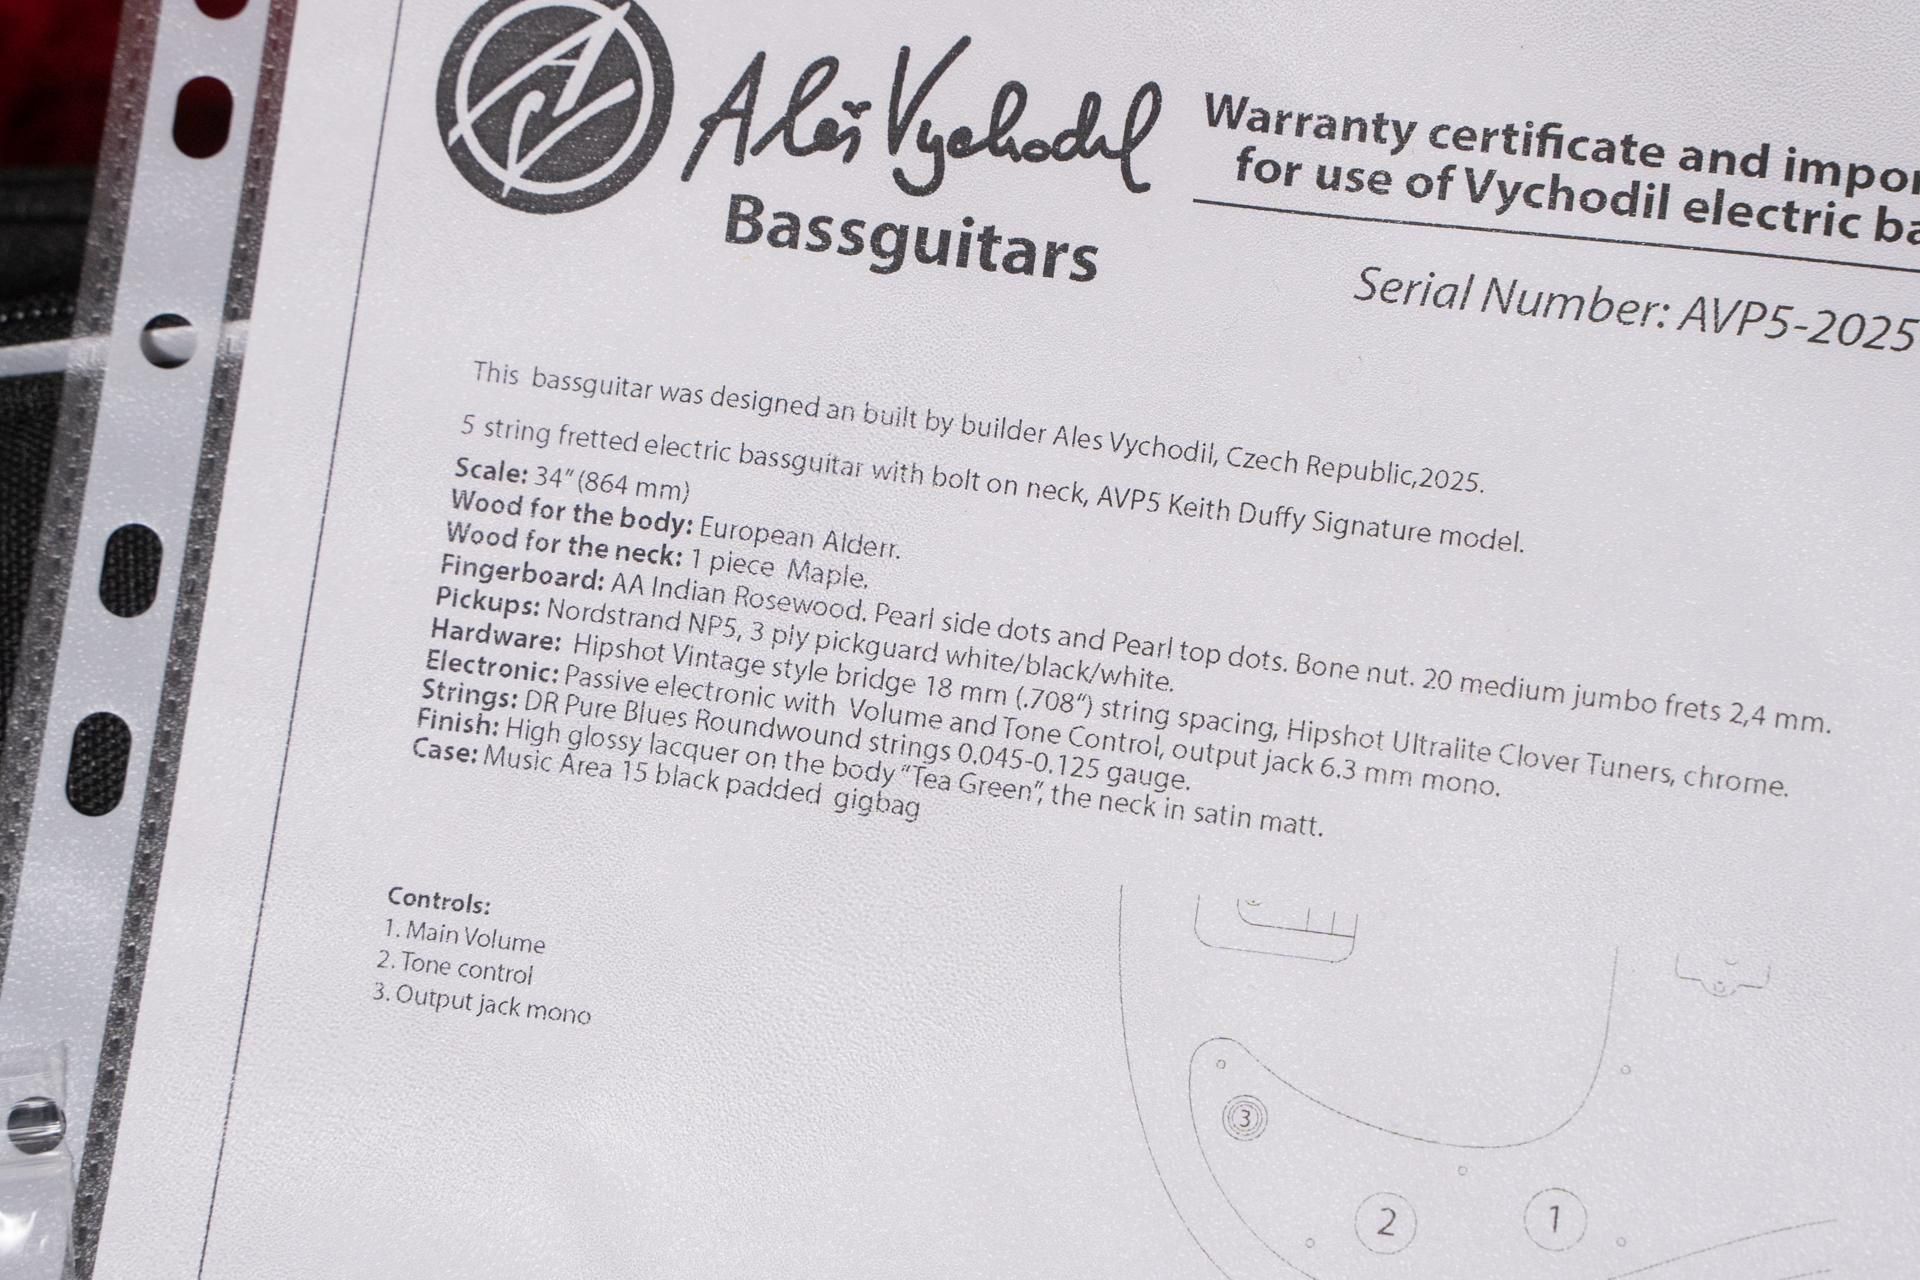 Aleš Vychodil
Bassguitars
Warranty certificate and
for use of Vychodil electric
Serial Number: AVP5-2025
This bassguitar was designed an built by builder Ales Vychodil, Czech Republic,2025.
5 string fretted electric bassguitar with bolt on neck, AVP5 Keith Duffy Signature model.
Scale: 34" (864 mm)
Wood for the body: European Alderr.
Wood for the neck: 1 piece Maple.
Fingerboard: AA Indian Rosewood. Pearl side dots and Pearl top dots. Bone nut. 20 medium jumbo frets 2,4 mm.
Pickups: Nordstrand NP5, 3 ply pickguard white/black/white.
Hardware: Hipshot Vintage style bridge 18 mm (.708") string spacing, Hipshot Ultralite Clover Tuners, chrome.
Electronic: Passive electronic with Volume and Tone Control, output jack 6.3 mm mono.
Strings: DR Pure Blues Roundwound strings 0.045-0.125 gauge.
Finish: High glossy lacquer on the body "Tea Green", the neck in satin matt.
Case: Music Area 15 black padded gigbag
Controls:
1. Main Volume
2. Tone control
3. Output jack mono
3
2
1